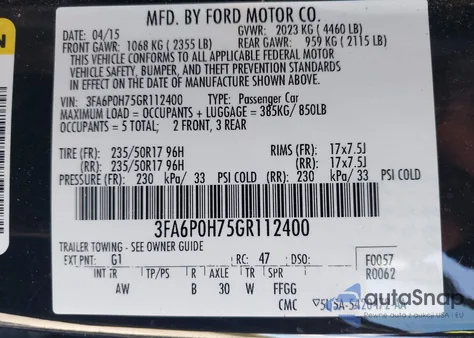 MFD. BY FORD MOTOR CO.
DATE: 04/15 GVWR: 2023 KG ( 4460 LB)
FRONT GAWR: 1068 KG ( 2355 LB) REAR GAWR: 959 KG ( 2115 LB)
THIS VEHICLE CONFORMS TO ALL APPLICABLE FEDERAL MOTOR
VEHICLE SAFETY, BUMPER, AND THEFT PREVENTION STANDARDS IN
EFFECT ON THE DATE OF MANUFACTURE SHOWN ABOVE.
VIN: 3FA6P0H75GR112400 TYPE: Passenger Car
MAXIMUM LOAD = OCCUPANTS + LUGGAGE = 385KG/ 850LB
OCCUPANTS = 5 TOTAL; 2 FRONT, 3 REAR
TIRE (FR): 235/50R17 96H RIMS (FR): 17x7.5J
(RR): 235/50R17 96H (RR): 17x7.5J
PRESSURE (FR): 230 kPa/ 33 PSI COLD (RR): 230 kPa/ 33 PSI COLD
3FA6P0H75GR112400
TRAILER TOWING - SEE OWNER GUIDE
EXT PNT: G1 RC: 47 DSO: F0057
R0062
INT TR TP/PS R AXLE TR SPR
AW B 30 W FFGG
CMC
autoSnap